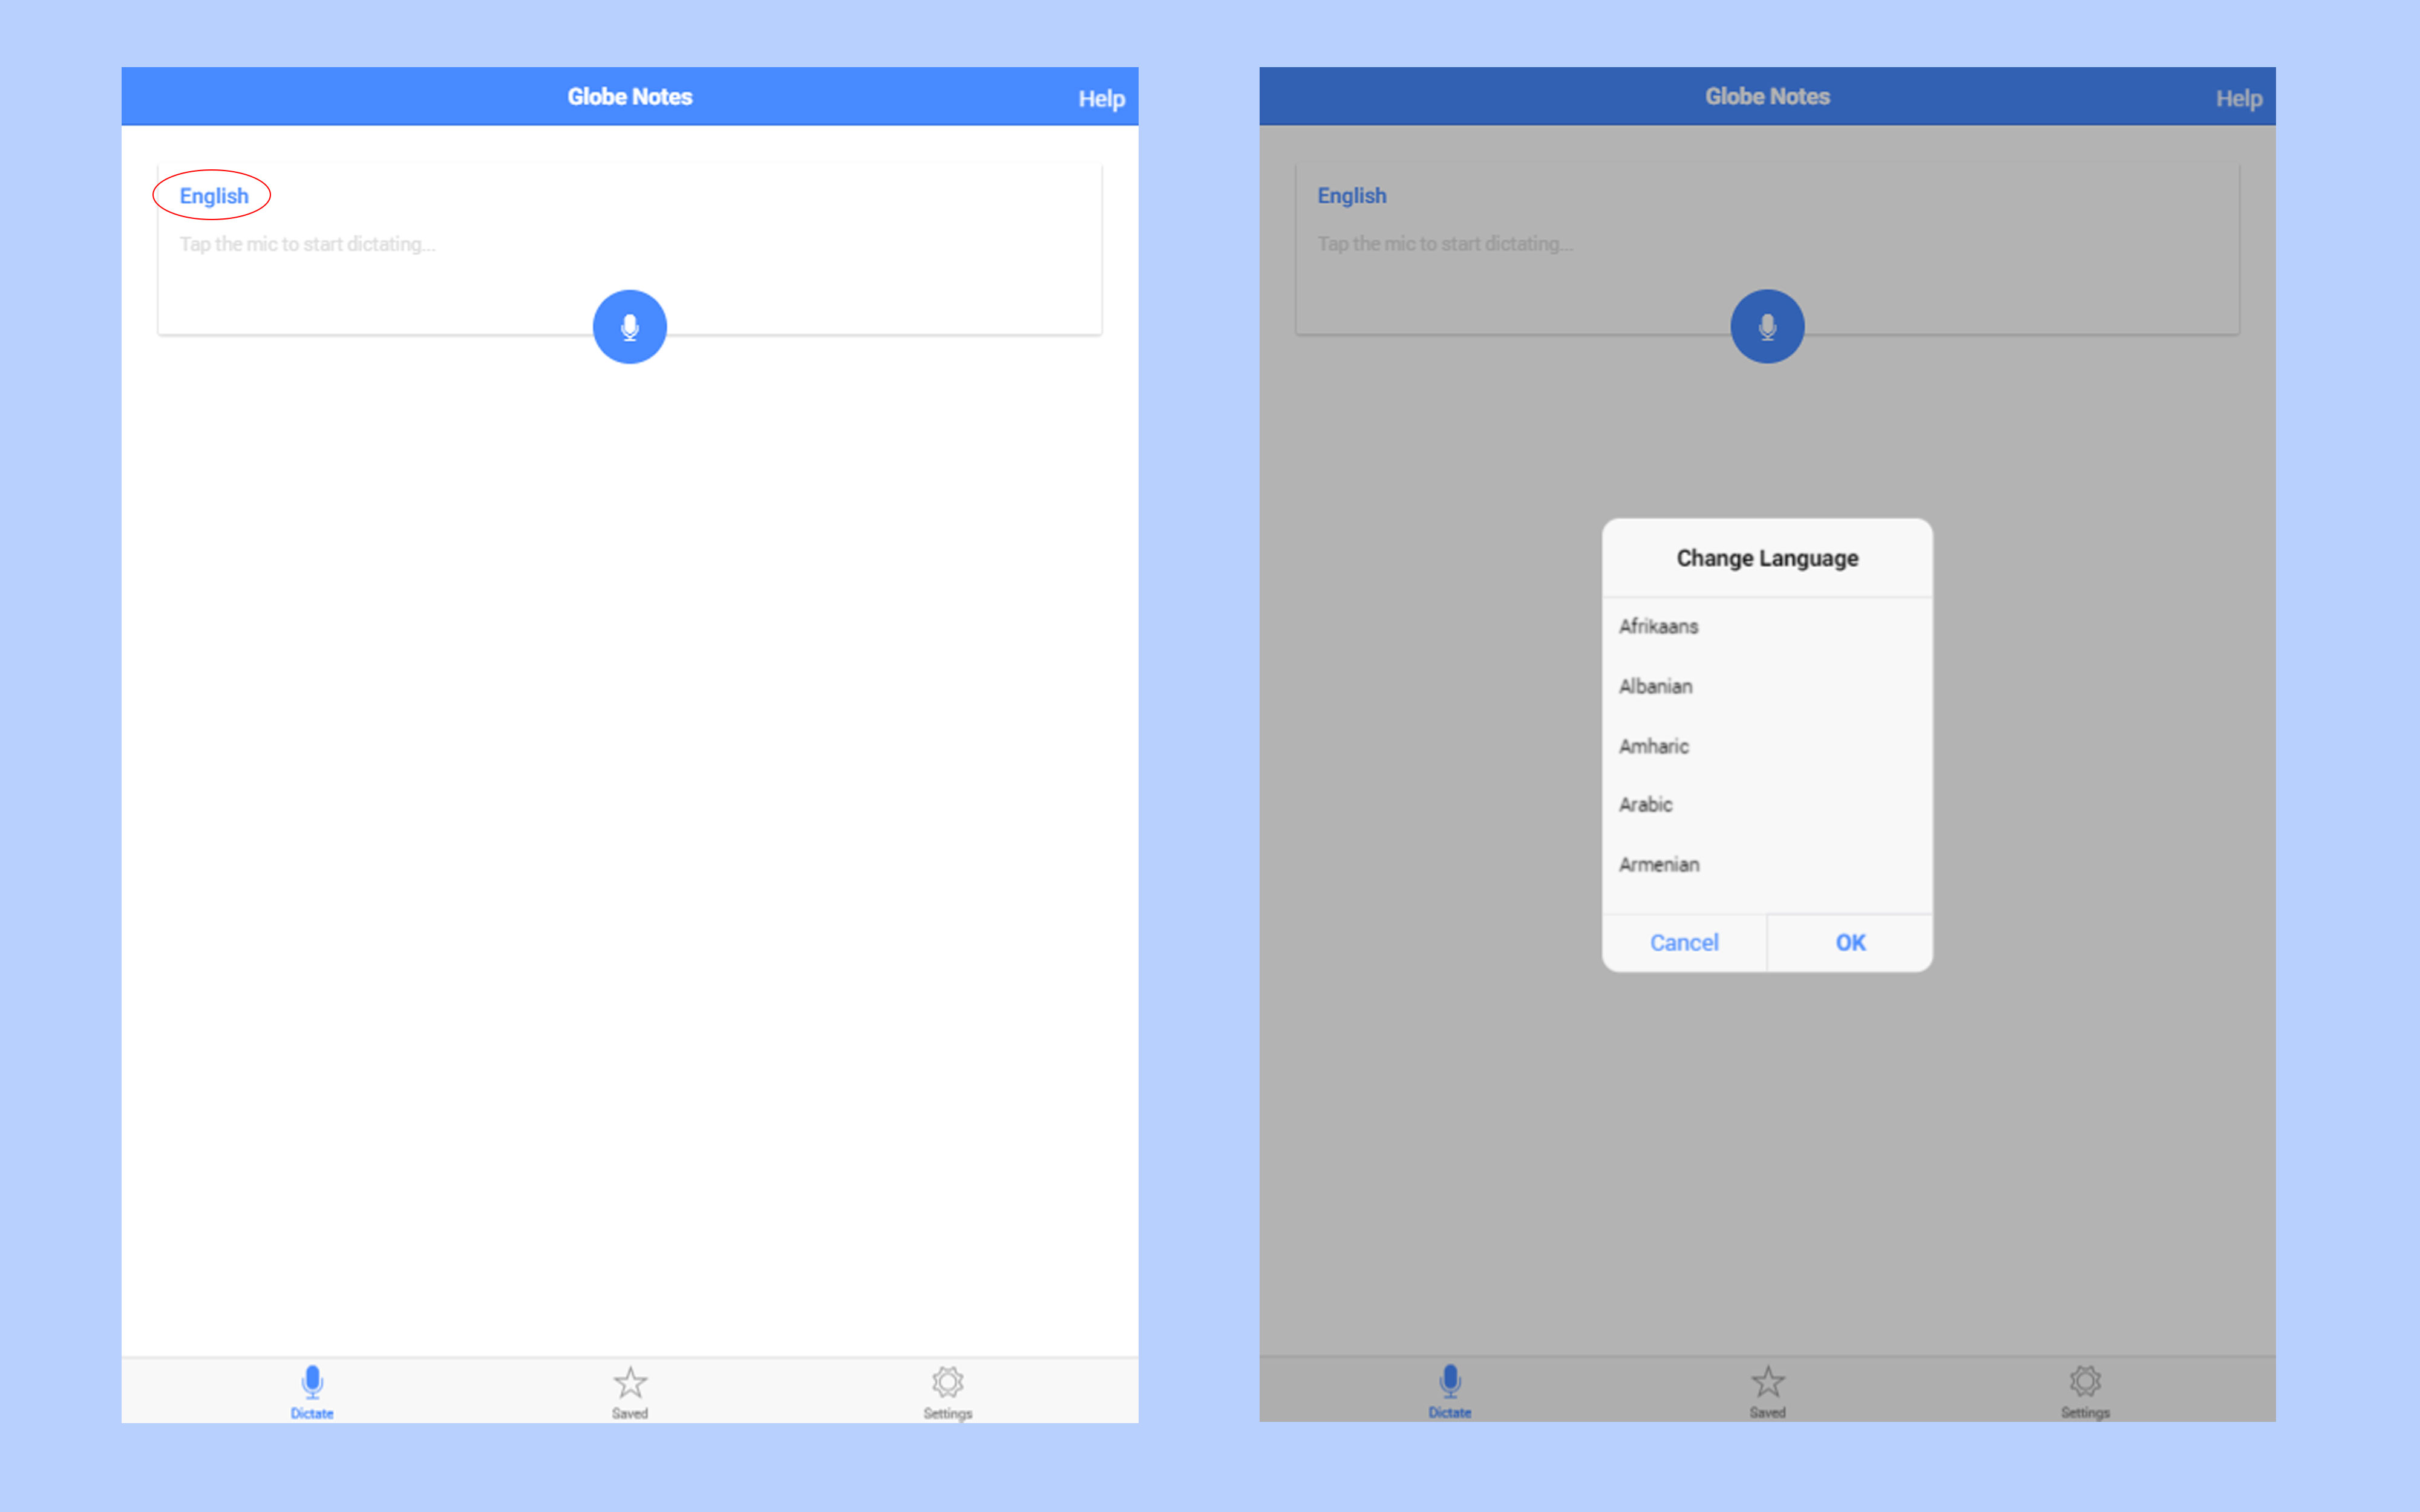 Globe Notes
Help
English
Tap the mic to start dictating...
Dictate
Saved
Settings
Globe Notes
Help
English
Tap the mic to start dictating...
Change Language
Afrikaans
Albanian
Amharic
Arabic
Armenian
Cancel
OK
Dictate
Saved
Settings